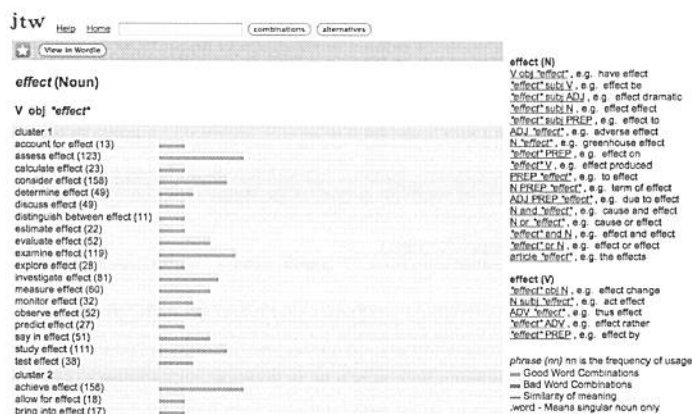 jtw Help Home combinations alternatives
View in Wordle
effect (Noun)
V obj *effect*
cluster 1
account for effect (13)
assess effect (123)
calculate effect (23)
consider effect (158)
determine effect (49)
discuss effect (49)
distinguish between effect (11)
estimate effect (22)
evaluate effect (52)
examine effect (119)
explore effect (28)
investigate effect (81)
measure effect (60)
monitor effect (32)
observe effect (52)
predict effect (27)
say in effect (51)
study effect (111)
test effect (38)
cluster 2
achieve effect (156)
allow for effect (18)
bring into effect (17)
effect (N)
V obj *effect* , e.g. have effect
*effect* subj V , e.g. effect be
*effect* subj ADJ , e.g. effect dramatic
*effect* subj N , e.g. effect effect
*effect* subj PREP , e.g. effect to
ADJ *effect* , e.g. adverse effect
N *effect* , e.g. greenhouse effect
*effect* PREP , e.g. effect on
*effect* V , e.g. effect produced
PREP *effect* , e.g. to effect
N PREP *effect* , e.g. term of effect
ADJ PREP *effect* , e.g. due to effect
N and *effect* , e.g. cause and effect
N or *effect* , e.g. cause or effect
*effect* and N , e.g. effect and effect
*effect* or N , e.g. effect or effect
article *effect* , e.g. the effects
effect (V)
*effect* obj N , e.g. effect change
N subj *effect* , e.g. act effect
ADV *effect* , e.g. thus effect
*effect* ADV , e.g. effect rather
*effect* PREP , e.g. effect by
phrase (nn) nn is the frequency of usage
Good Word Combinations
Bad Word Combinations
Similarity of meaning
.word - Means singular noun only